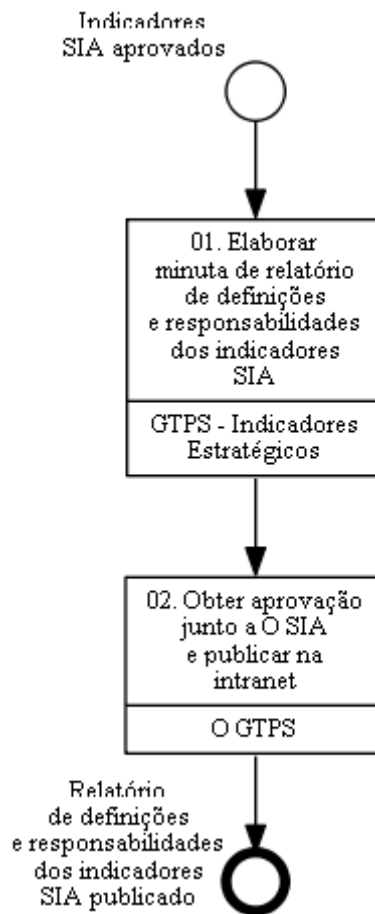 Indicadores
SIA aprovados
01. Elaborar
minuta de relatório
de definições
e responsabilidades
dos indicadores
SIA
GTPS - Indicadores
Estratégicos
02. Obter aprovação
junto a O SIA
e publicar na
intranet
O GTPS
Relatório
de definições
e responsabilidades
dos indicadores
SIA publicado